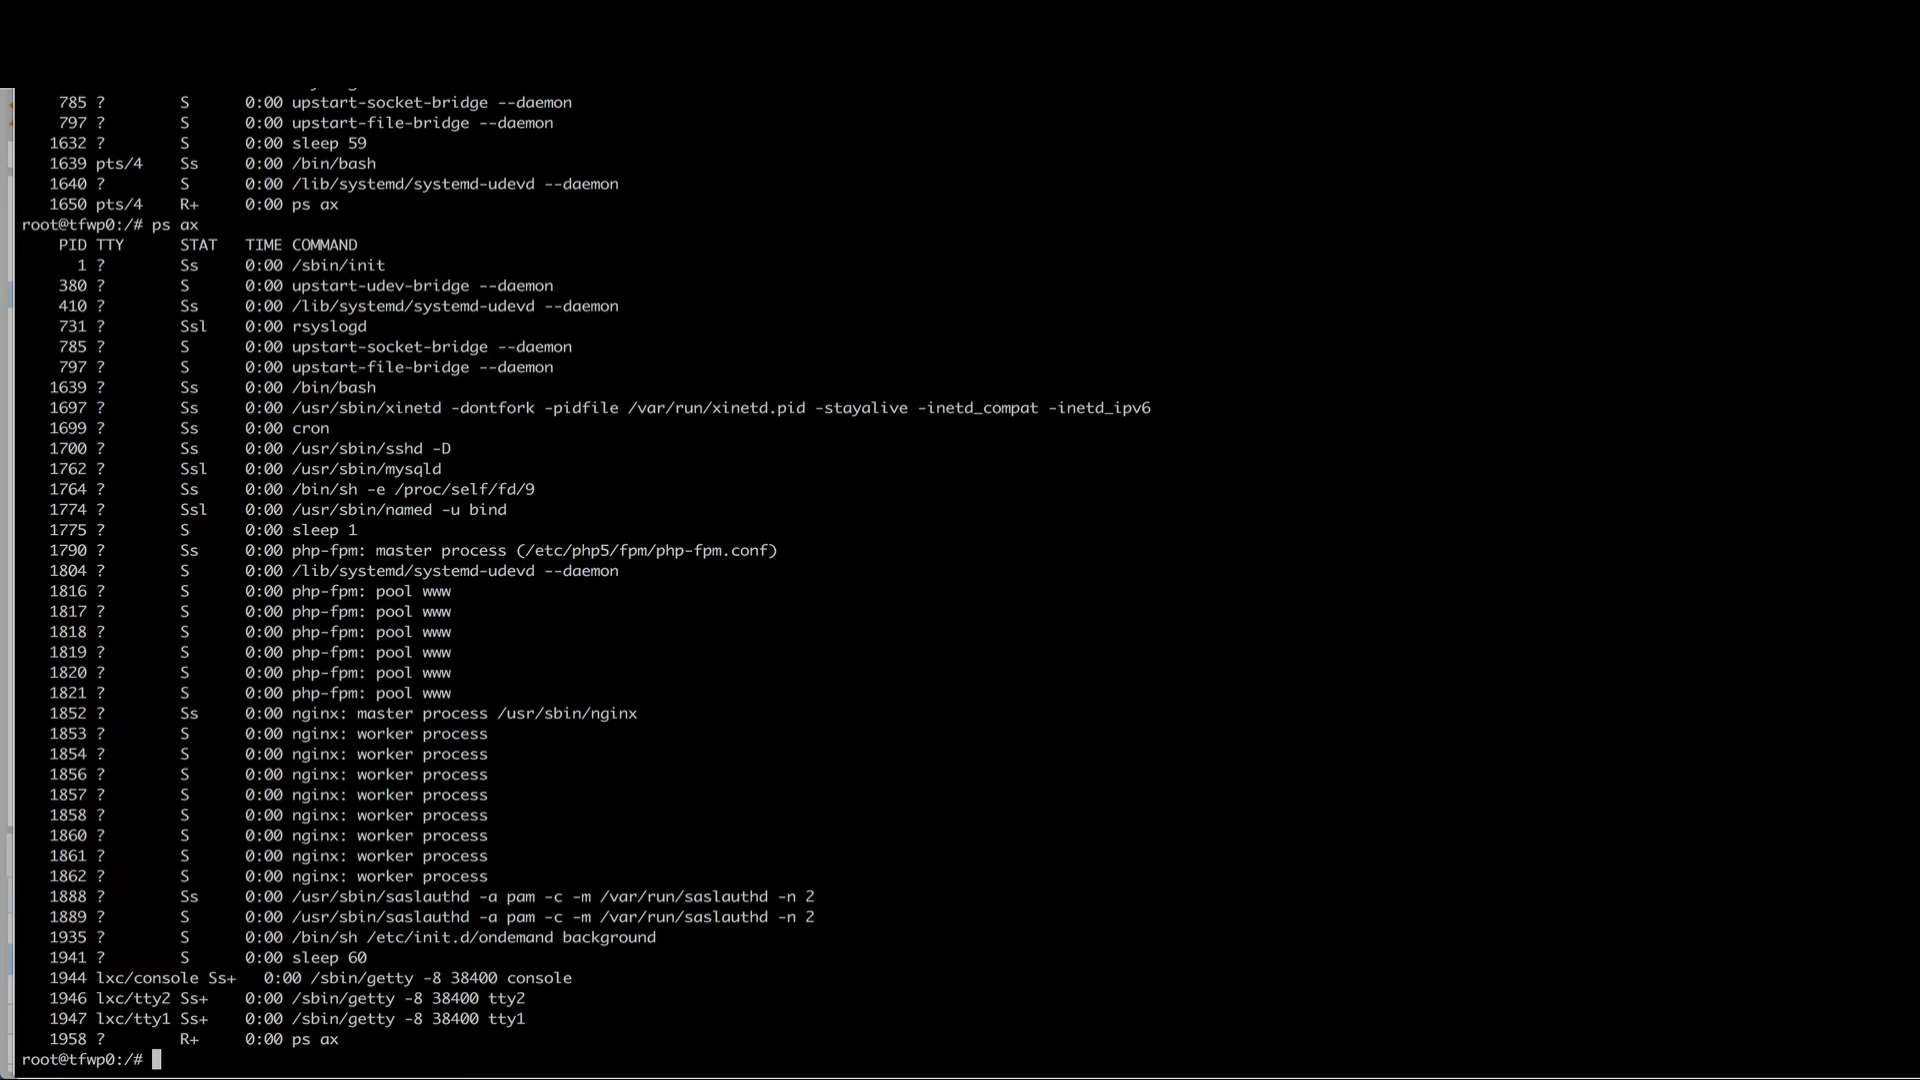 785 ? S 0:00 upstart-socket-bridge --daemon
797 ? S 0:00 upstart-file-bridge --daemon
1632 ? S 0:00 sleep 59
1639 pts/4 Ss 0:00 /bin/bash
1640 ? S 0:00 /lib/systemd/systemd-udevd --daemon
1650 pts/4 R+ 0:00 ps ax
root@tfwp0:/# ps ax
PID TTY STAT TIME COMMAND
1 ? Ss 0:00 /sbin/init
380 ? S 0:00 upstart-udev-bridge --daemon
410 ? Ss 0:00 /lib/systemd/systemd-udevd --daemon
731 ? Ssl 0:00 rsyslogd
785 ? S 0:00 upstart-socket-bridge --daemon
797 ? S 0:00 upstart-file-bridge --daemon
1639 ? Ss 0:00 /bin/bash
1697 ? Ss 0:00 /usr/sbin/xinetd -dontfork -pidfile /var/run/xinetd.pid -stayalive -inetd_compat -inetd_ipv6
1699 ? Ss 0:00 cron
1700 ? Ss 0:00 /usr/sbin/sshd -D
1762 ? Ssl 0:00 /usr/sbin/mysqld
1764 ? Ss 0:00 /bin/sh -e /proc/self/fd/9
1774 ? Ssl 0:00 /usr/sbin/named -u bind
1775 ? S 0:00 sleep 1
1790 ? Ss 0:00 php-fpm: master process (/etc/php5/fpm/php-fpm.conf)
1804 ? S 0:00 /lib/systemd/systemd-udevd --daemon
1816 ? S 0:00 php-fpm: pool www
1817 ? S 0:00 php-fpm: pool www
1818 ? S 0:00 php-fpm: pool www
1819 ? S 0:00 php-fpm: pool www
1820 ? S 0:00 php-fpm: pool www
1821 ? S 0:00 php-fpm: pool www
1852 ? Ss 0:00 nginx: master process /usr/sbin/nginx
1853 ? S 0:00 nginx: worker process
1854 ? S 0:00 nginx: worker process
1856 ? S 0:00 nginx: worker process
1857 ? S 0:00 nginx: worker process
1858 ? S 0:00 nginx: worker process
1860 ? S 0:00 nginx: worker process
1861 ? S 0:00 nginx: worker process
1862 ? S 0:00 nginx: worker process
1888 ? Ss 0:00 /usr/sbin/saslauthd -a pam -c -m /var/run/saslauthd -n 2
1889 ? S 0:00 /usr/sbin/saslauthd -a pam -c -m /var/run/saslauthd -n 2
1935 ? S 0:00 /bin/sh /etc/init.d/ondemand background
1941 ? S 0:00 sleep 60
1944 lxc/console Ss+ 0:00 /sbin/getty -8 38400 console
1946 lxc/tty2 Ss+ 0:00 /sbin/getty -8 38400 tty2
1947 lxc/tty1 Ss+ 0:00 /sbin/getty -8 38400 tty1
1958 ? R+ 0:00 ps ax
root@tfwp0:/#